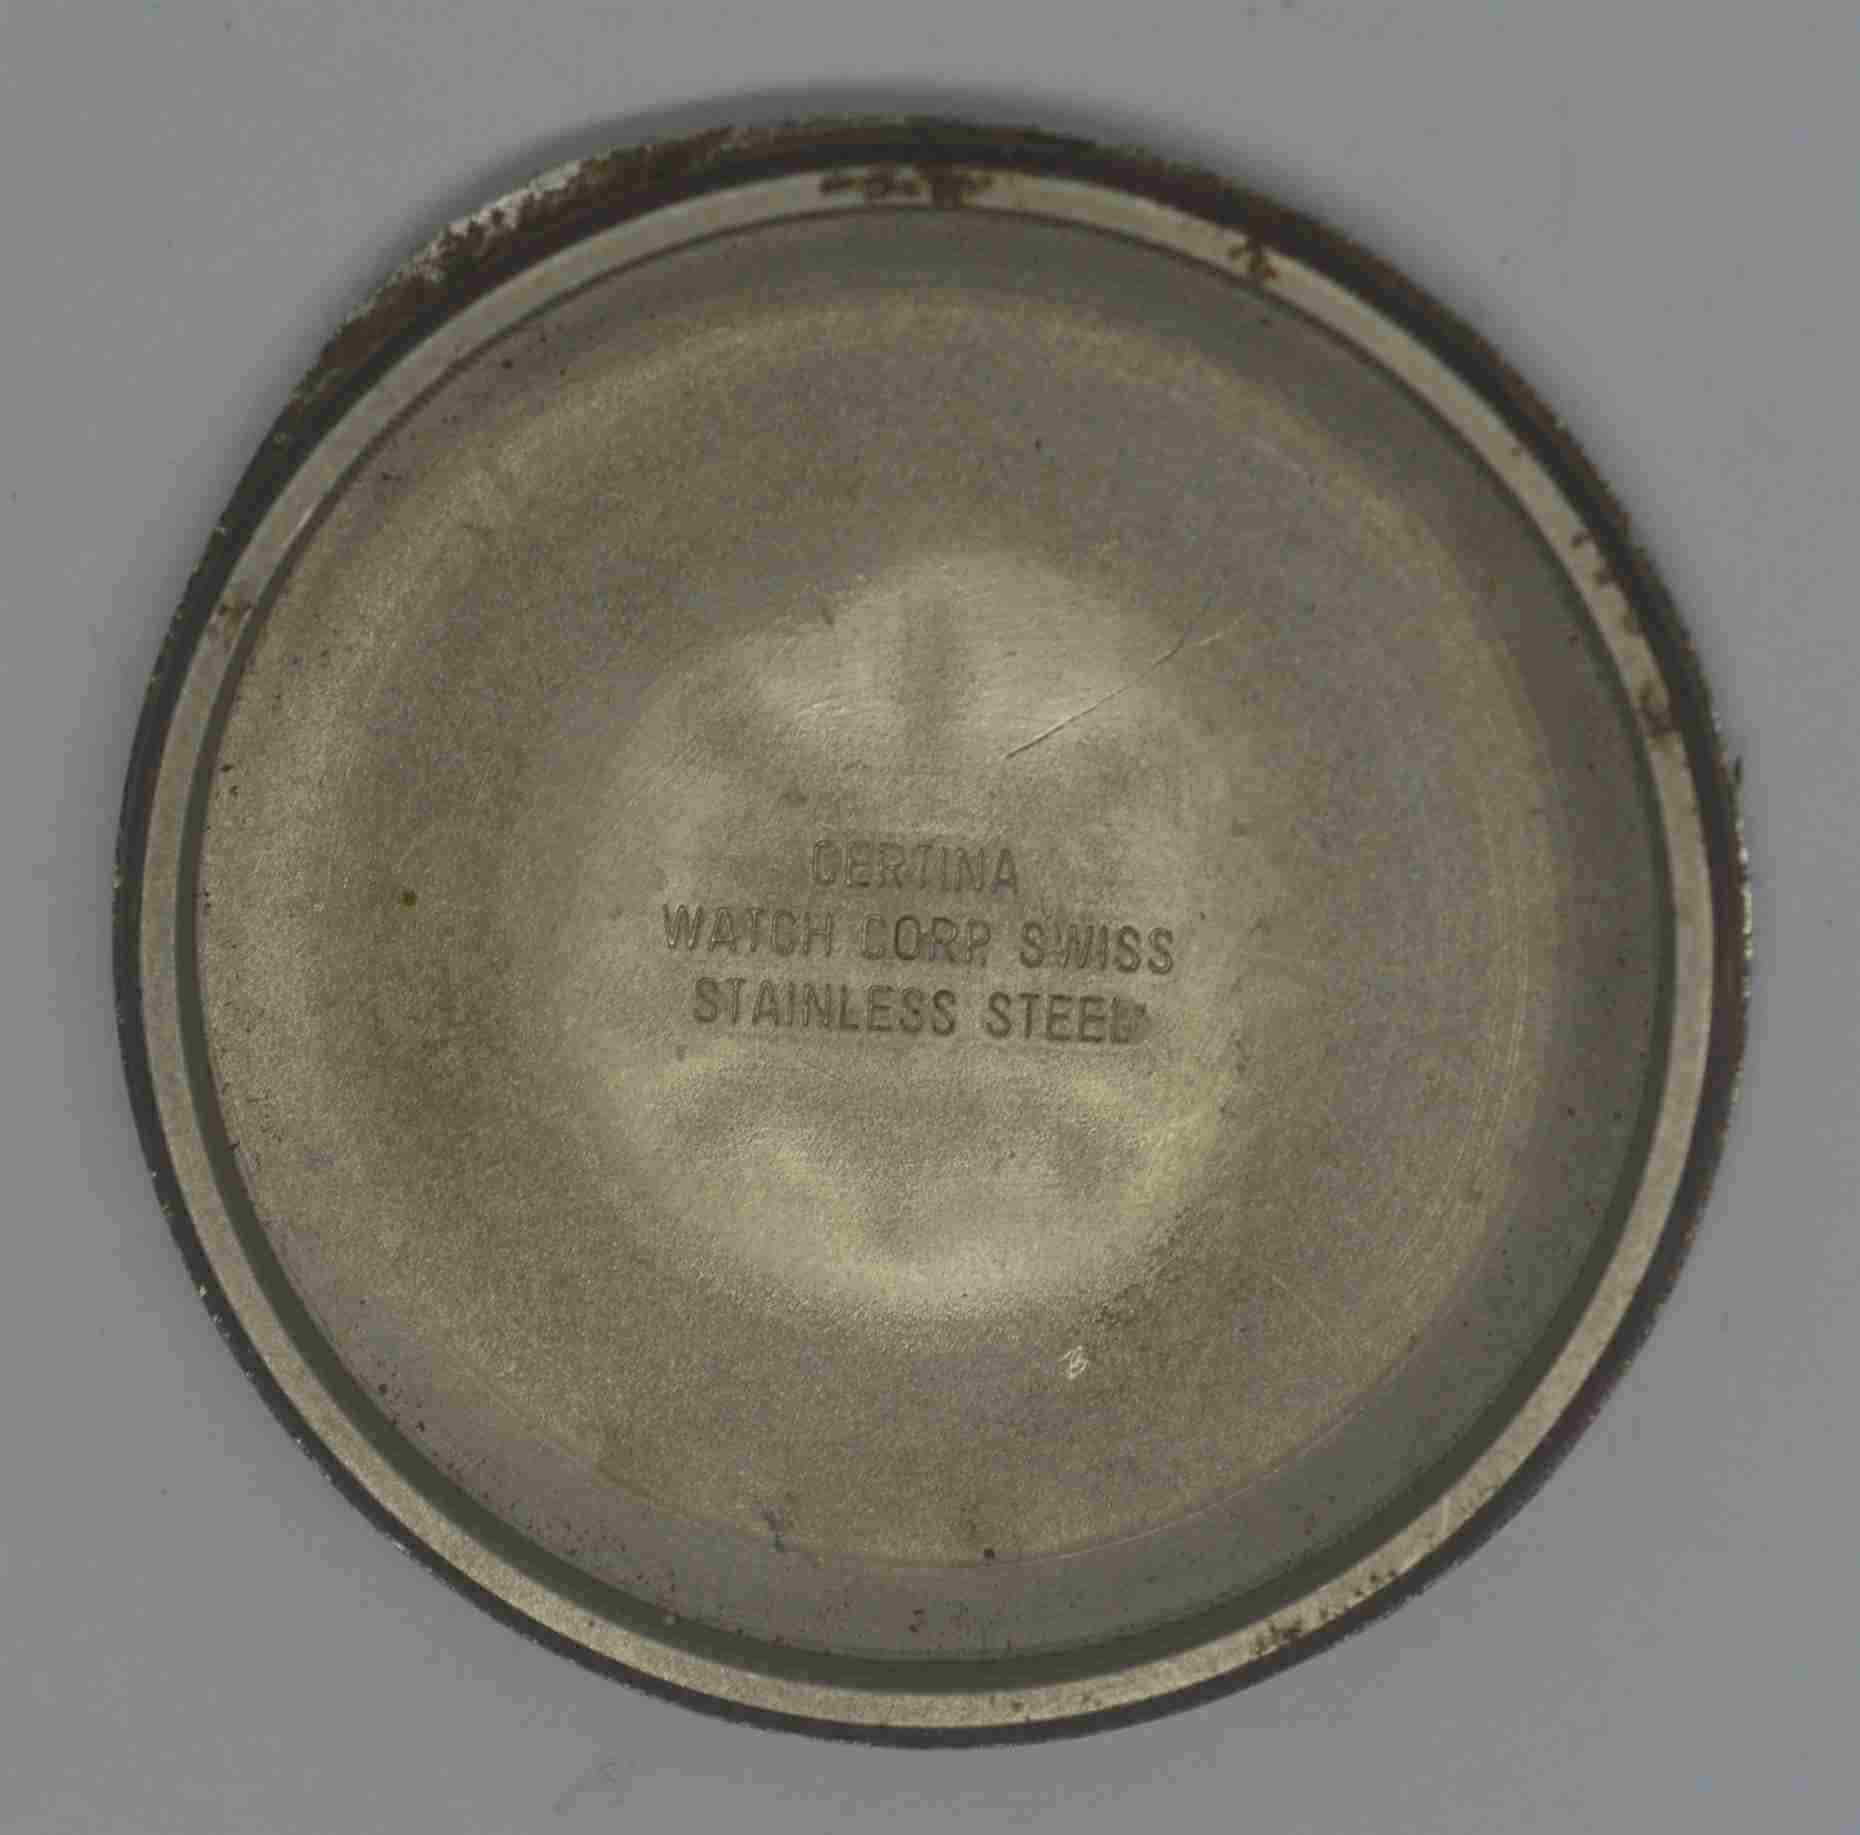 CERTINA
WATCH CORP. SWISS
STAINLESS STEEL